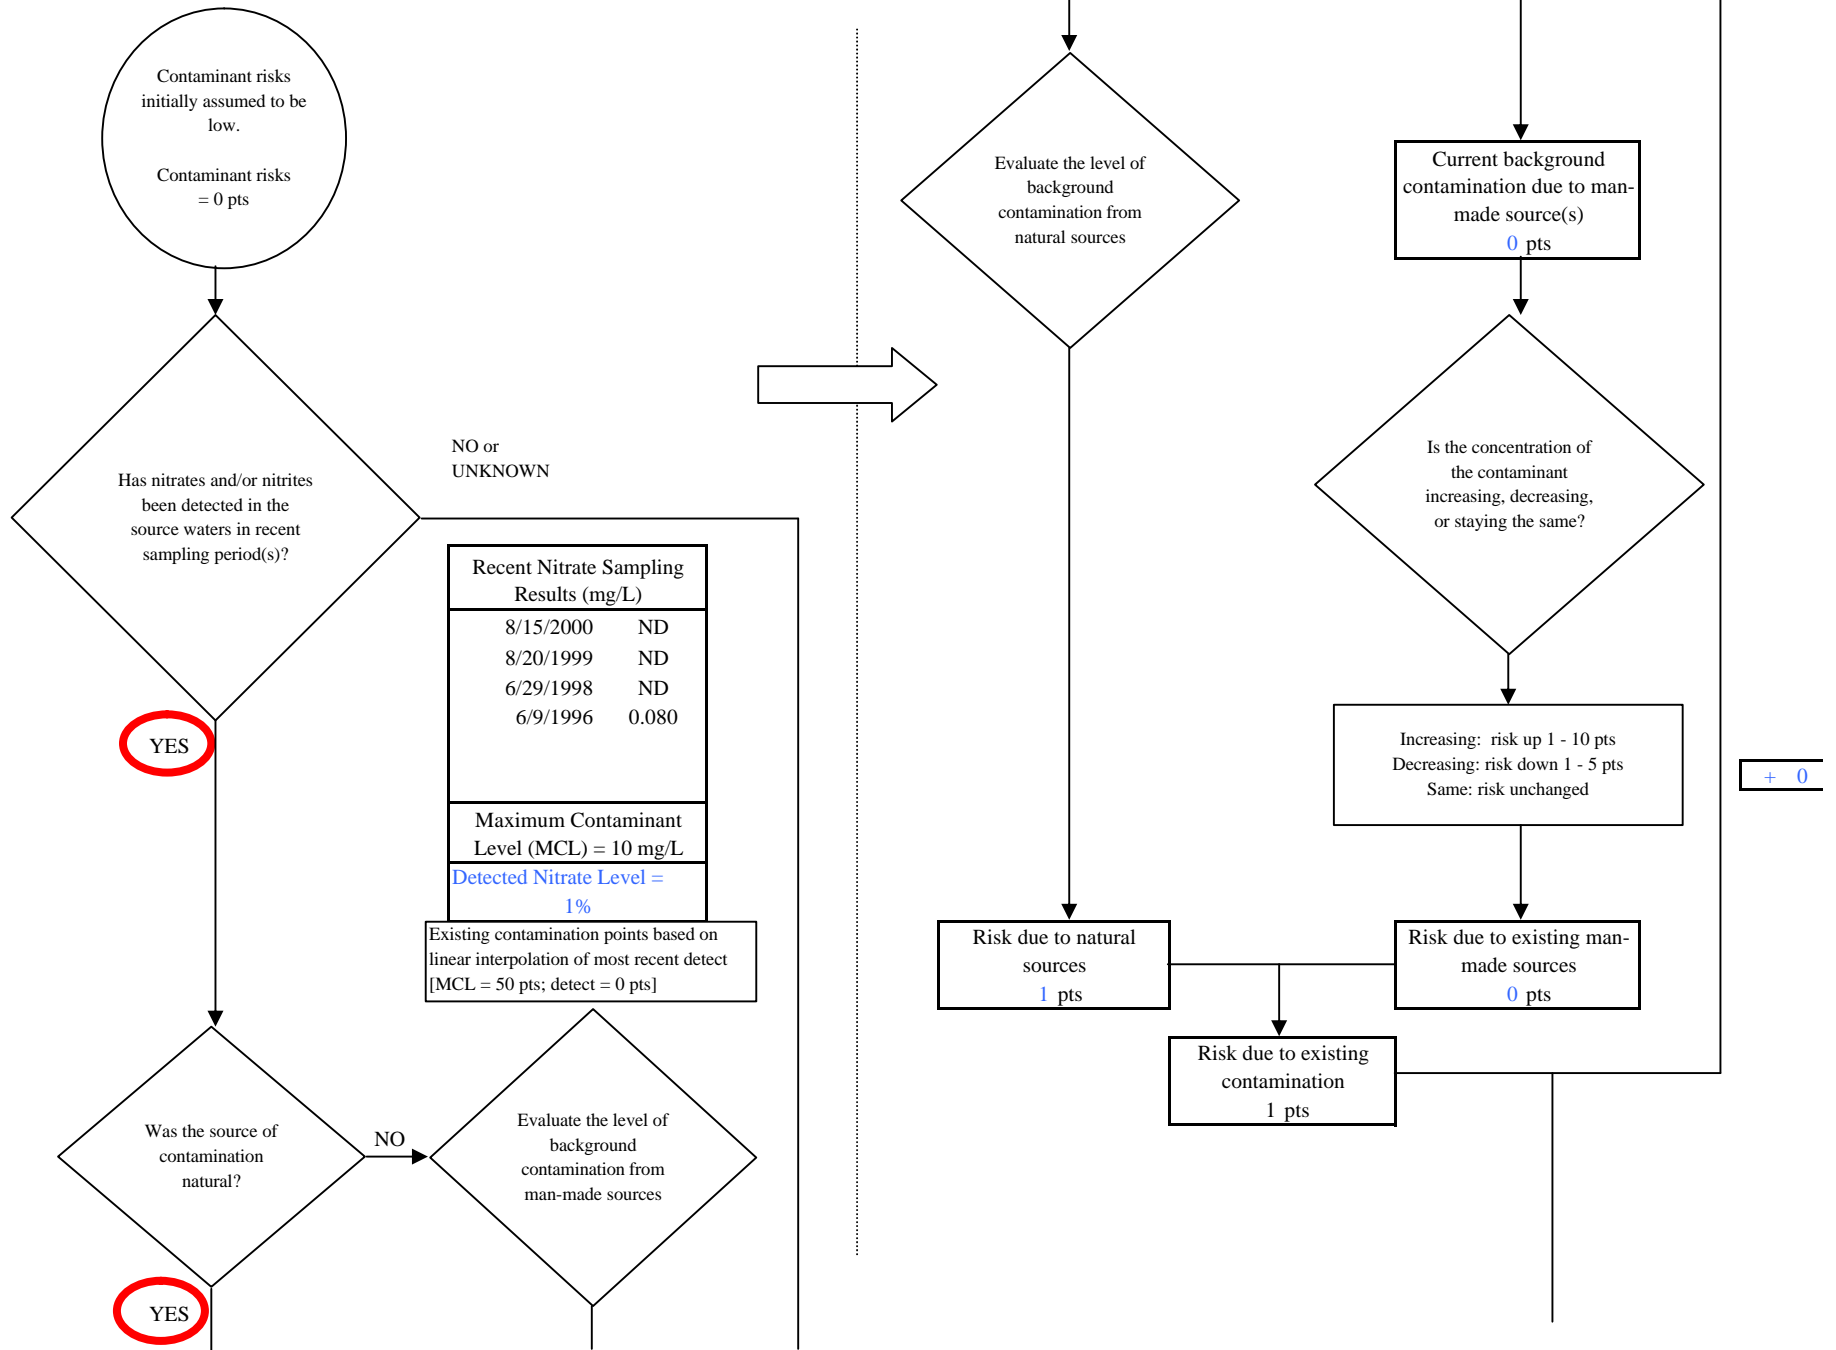 Contaminant risks
initially assumed to be
low.
Contaminant risks
= 0 pts
Has nitrates and/or nitrites
been detected in the
source waters in recent
sampling period(s)?
NO or
UNKNOWN
YES
Recent Nitrate Sampling
Results (mg/L)
8/15/2000 ND
8/20/1999 ND
6/29/1998 ND
6/9/1996 0.080
Maximum Contaminant
Level (MCL) = 10 mg/L
Detected Nitrate Level =
1%
Existing contamination points based on
linear interpolation of most recent detect
[MCL = 50 pts; detect = 0 pts]
Was the source of
contamination
natural?
NO
YES
Evaluate the level of
background
contamination from
man-made sources
Evaluate the level of
background
contamination from
natural sources
Current background
contamination due to man-
made source(s)
0 pts
Is the concentration of
the contaminant
increasing, decreasing,
or staying the same?
Increasing: risk up 1 - 10 pts
Decreasing: risk down 1 - 5 pts
Same: risk unchanged
+ 0
Risk due to natural
sources
1 pts
Risk due to existing man-
made sources
0 pts
Risk due to existing
contamination
1 pts